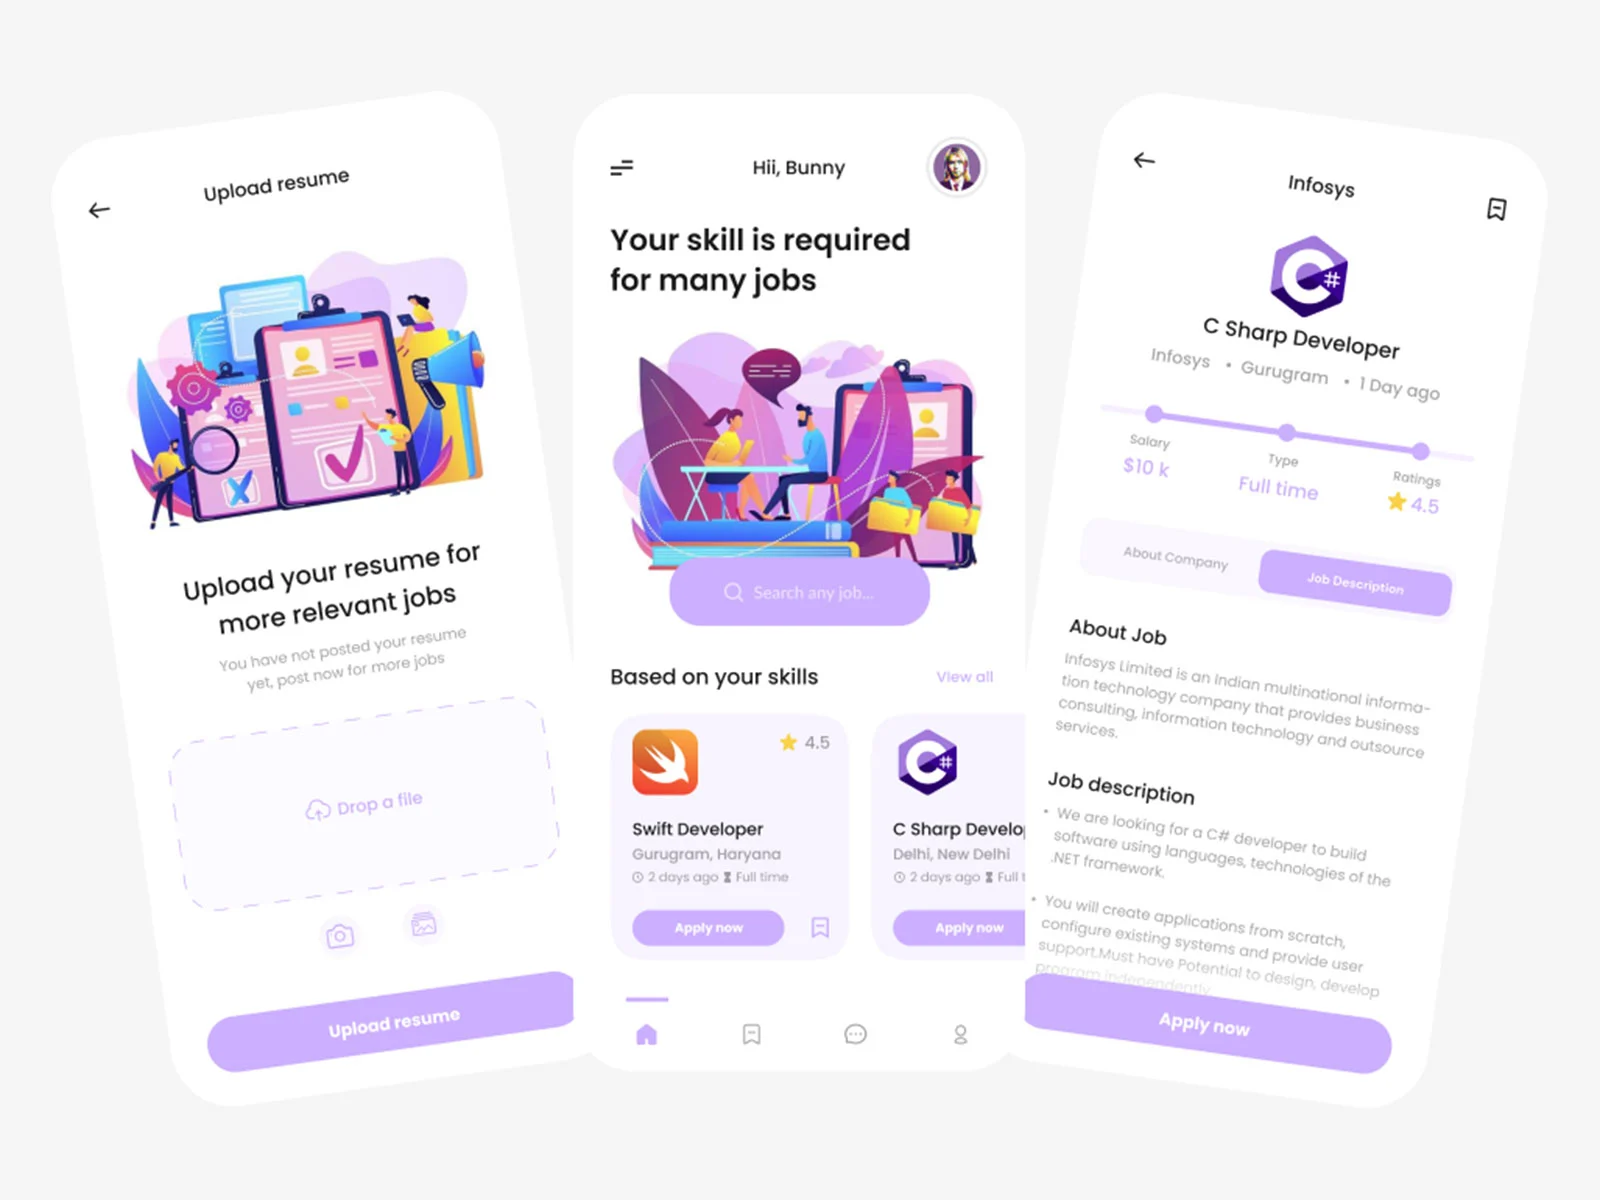 Upload resume
Upload your resume for
more relevant jobs
You have not posted your resume
yet, post now for more jobs
Drop a file
Upload resume
Hii, Bunny
Your skill is required
for many jobs
Search any job...
Based on your skills
View all
4.5
Swift Developer
Gurugram, Haryana
2 days ago Full time
Apply now
C#
C Sharp Develo
Delhi, New Delhi
2 days ago Full t
Apply now
Infosys
C#
C Sharp Developer
Infosys • Gurugram • 1 Day ago
Salary
$10 k
Type
Full time
Ratings
4.5
About Company
Job Description
About Job
Infosys Limited is an Indian multinational informa-
tion technology company that provides business
consulting, information technology and outsource
services.
Job description
• We are looking for a C# developer to build
software using languages, technologies of the
.NET framework.
• You will create applications from scratch,
configure existing systems and provide user
support.Must have Potential to design, develop
program independently
Apply now